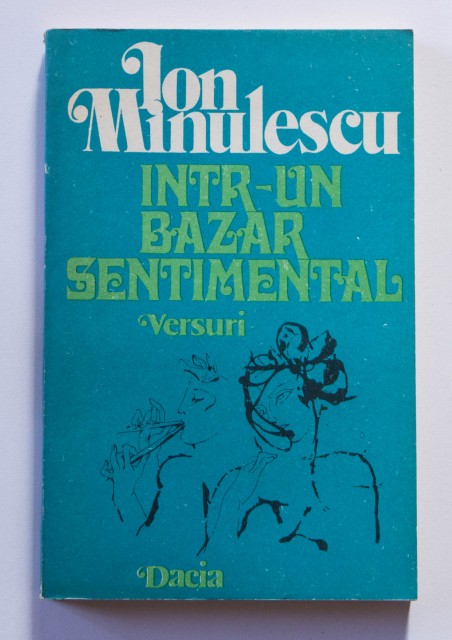 Ion
Minulescu
INTR-UN
BAZAR
SENTIMENTAL
Versuri
Dacia